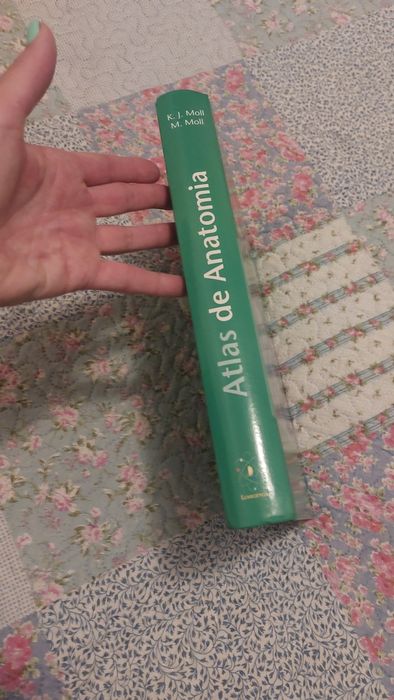 K. J. Moll
M. Moll
Atlas de Anatomia